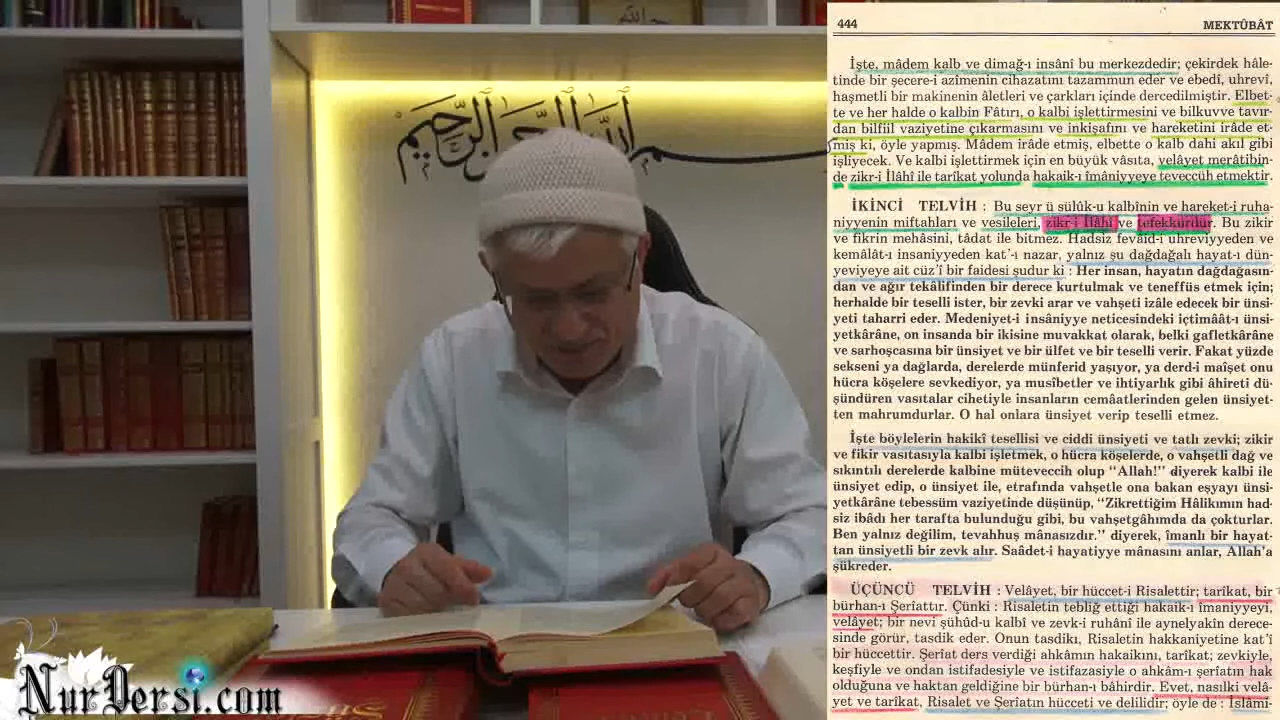 بسم الله الرحمن الرحيم
444
MEKTÛBÂT
İşte, mâdem kalb ve dimağ-ı insânî bu merkezdedir; çekirdek hâle-
tinde bir şecere-i azîmenin cihazatını tazammun eder ve ebedî, uhrevî,
haşmetli bir makinenin âletleri ve çarkları içinde dercedilmiştir. Elbet-
te ve her halde o kalbin Fâtırı, o kalbi işlettirmesini ve bilkuvve tavır-
dan bilfiil vaziyetine çıkarmasını ve inkişafını ve hareketini irâde et-
miş ki, öyle yapmış. Mâdem irâde etmiş, elbette o kalb dahi akıl gibi
işliyecek. Ve kalbi işlettirmek için en büyük vâsıta, velâyet merâtibin-
de zikr-i İlâhî ile tarîkat yolunda hakaik-ı îmâniyyeye teveccüh etmektir.
İKİNCİ TELVİH : Bu seyr ü sülûk-u kalbînin ve hareket-i ruha-
niyyenin miftahları ve vesileleri, zikr-i İlâhî ve tefekkürdür. Bu zikir
ve fikrin mehâsini, tâdat ile bitmez. Hadsiz fevaid-i uhreviyyeden ve
kemâlât-ı insaniyyeden kat'-ı nazar, yalnız şu dağdağalı hayat-ı dün-
yeviyeye ait cüz'î bir faidesi şudur ki : Her insan, hayatın dağdağasın-
dan ve ağır tekâlifinden bir derece kurtulmak ve teneffüs etmek için;
herhalde bir teselli ister, bir zevki arar ve vahşeti izâle edecek bir ünsi-
yeti taharri eder. Medeniyet-i insâniyye neticesindeki içtimâât-ı ünsi-
yetkârâne, on insanda bir ikisine muvakkat olarak, belki gafletkârâne
ve sarhoşcasına bir ünsiyet ve bir ülfet ve bir teselli verir. Fakat yüzde
sekseni ya dağlarda, derelerde münferid yaşıyor, ya derd-i maîşet onu
hücra köşelere sevkediyor, ya musîbetler ve ihtiyarlık gibi âhireti dü-
şündüren vasıtalar cihetiyle insanların cemâatlerinden gelen ünsiyet-
ten mahrumdurlar. O hal onlara ünsiyet verip teselli etmez.
İşte böylelerin hakikî tesellisi ve ciddi ünsiyeti ve tatlı zevki; zikir
ve fikir vasıtasıyla kalbi işletmek, o hücra köşelerde, o vahşetli dağ ve
sıkıntılı derelerde kalbine müteveccih olup "Allah!" diyerek kalbi ile
ünsiyet edip, o ünsiyet ile, etrafında vahşetle ona bakan eşyayı ünsi-
yetkârâne tebessüm vaziyetinde düşünüp, "Zikrettiğim Hâlikımın had-
siz ibâdı her tarafta bulunduğu gibi, bu vahşetgâhımda da çokturlar.
Ben yalnız değilim, tevahhuş mânasızdır." diyerek, îmanlı bir hayat-
tan ünsiyetli bir zevk alır. Saâdet-i hayatiyye mânasını anlar, Allah'a
şükreder.
ÜÇÜNCÜ TELVİH : Velâyet, bir hüccet-i Risalettir; tarîkat, bir
bürhan-ı Şerîattır. Çünki : Risaletin tebliğ ettiği hakaik-ı imaniyyeyi,
velâyet; bir nevi şühûd-u kalbî ve zevk-i ruhânî ile aynelyakîn derece-
sinde görür, tasdik eder. Onun tasdikı, Risaletin hakkaniyetine kat'î
bir hüccettir. Şerîat ders verdiği ahkâmın hakaikını, tarîkat; zevkiyle,
keşfiyle ve ondan istifadesiyle ve istifazasiyle o ahkâm-ı şerîatın hak
olduğuna ve haktan geldiğine bir bürhan-ı bâhirdir. Evet, nasılki velâ-
yet ve tarîkat, Risalet ve Şerîatın hücceti ve delilidir; öyle de ; İslâmi-
NurDersi.com